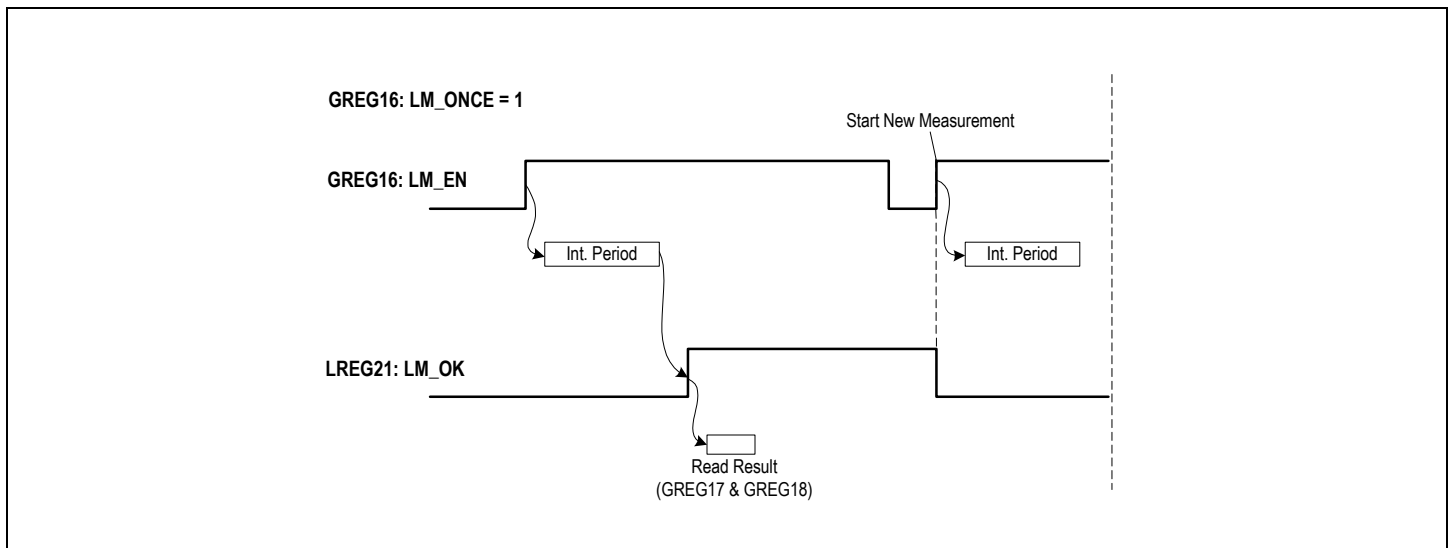 GREG16: LM_ONCE = 1
Start New Measurement
GREG16: LM_EN
Int. Period
Int. Period
LREG21: LM_OK
Read Result
(GREG17 & GREG18)